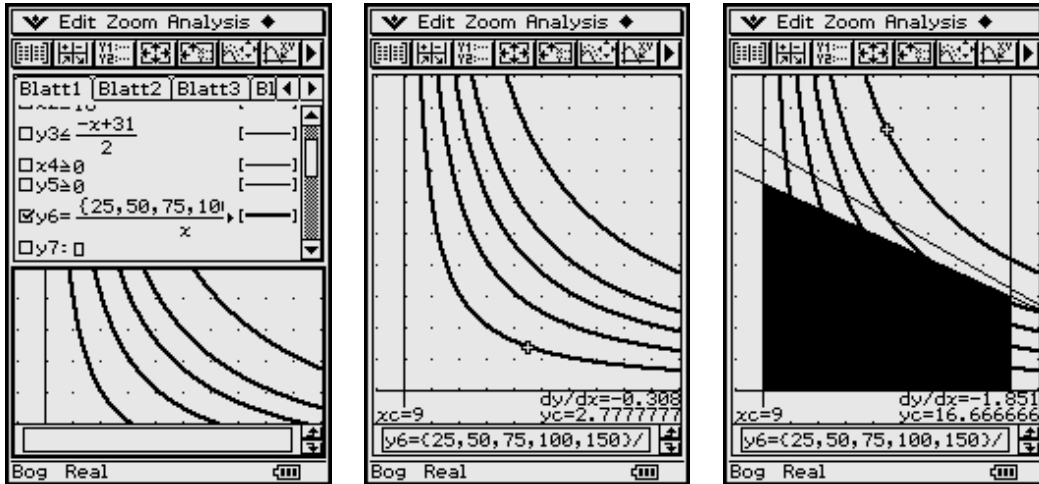 Edit Zoom Analysis
Blatt1 Blatt2 Blatt3 Bl
y3≤ -x+31
2
[—]
x4≥0 [—]
y5≥0 [—]
y6= {25,50,75,10
x
[—]
y7:
Bog Real
Edit Zoom Analysis
dy/dx=-0.308
xc=9 yc=2.7777777
y6={25,50,75,100,150}/
Bog Real
Edit Zoom Analysis
dy/dx=-1.851
xc=9 yc=16.666666
y6={25,50,75,100,150}/
Bog Real